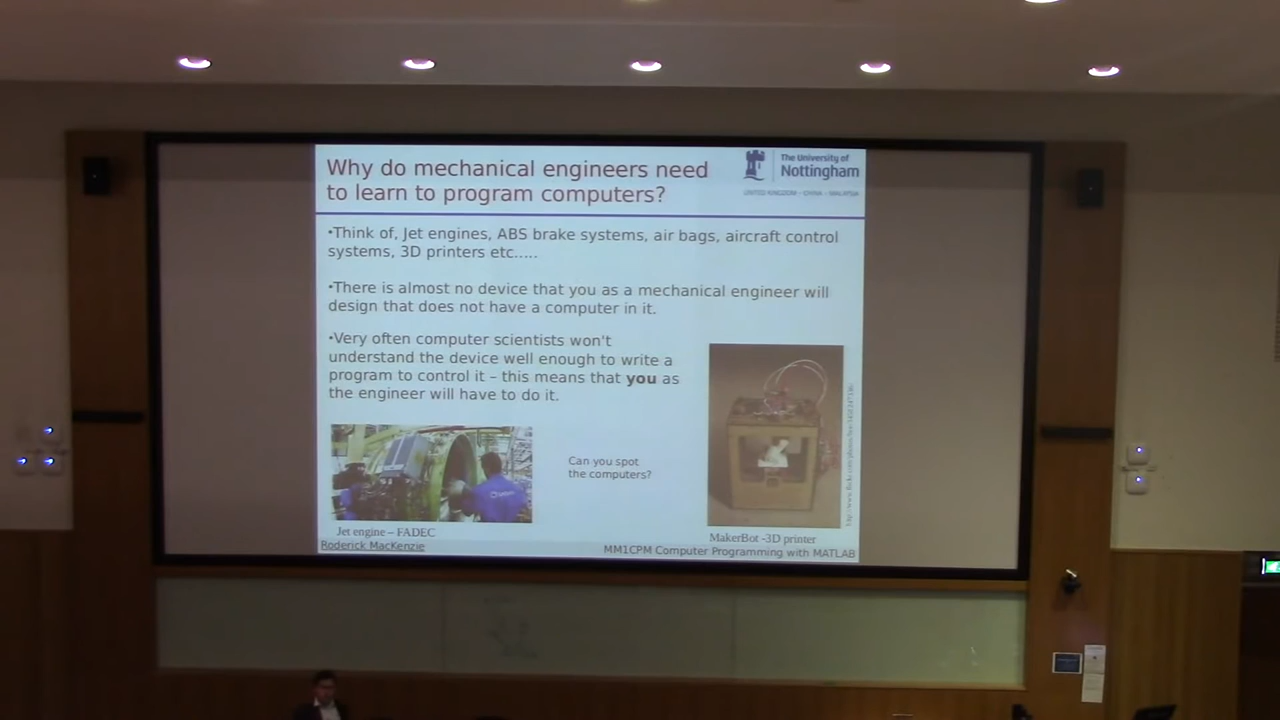 Why do mechanical engineers need
to learn to program computers?
The University of
Nottingham
UNITED KINGDOM · CHINA · MALAYSIA
•Think of, Jet engines, ABS brake systems, air bags, aircraft control
systems, 3D printers etc.....
•There is almost no device that you as a mechanical engineer will
design that does not have a computer in it.
•Very often computer scientists won't
understand the device well enough to write a
program to control it – this means that you as
the engineer will have to do it.
Can you spot
the computers?
Jet engine – FADEC
MakerBot -3D printer
Roderick MacKenzie
MM1CPM Computer Programming with MATLAB